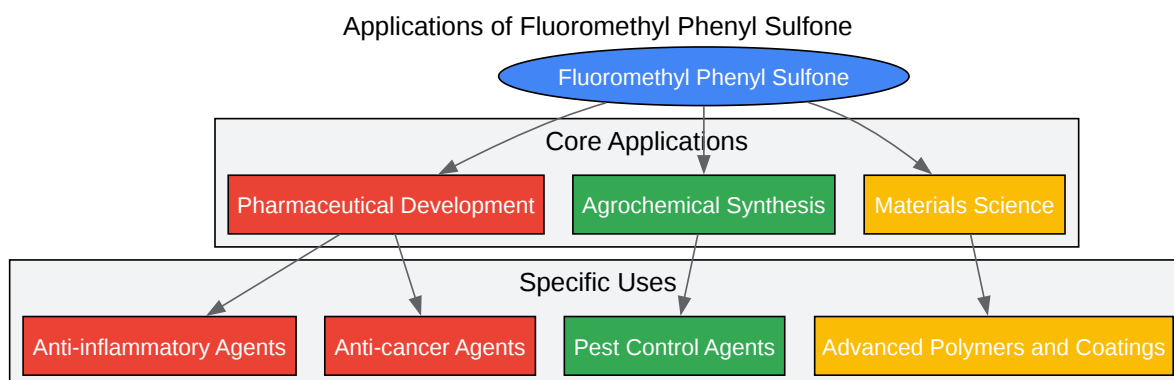 Applications of Fluoromethyl Phenyl Sulfone
Fluoromethyl Phenyl Sulfone
Core Applications
Pharmaceutical Development
Agrochemical Synthesis
Materials Science
Specific Uses
Anti-inflammatory Agents
Anti-cancer Agents
Pest Control Agents
Advanced Polymers and Coatings